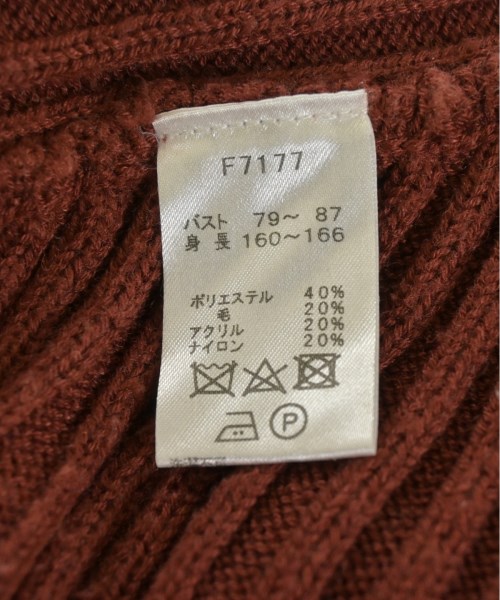 F7177
バスト 79～ 87
身 長 160～166
ポリエステル 40%
毛 20%
アクリル 20%
ナイロン 20%
P